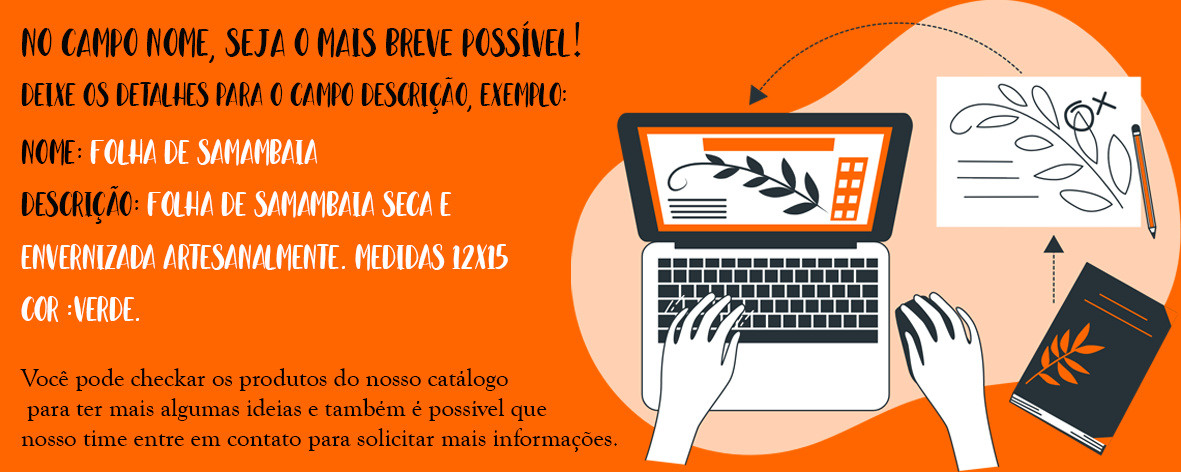 NO CAMPO NOME, SEJA O MAIS BREVE POSSÍVEL!
DEIXE OS DETALHES PARA O CAMPO DESCRIÇÃO, EXEMPLO:
NOME: FOLHA DE SAMAMBAIA
DESCRIÇÃO: FOLHA DE SAMAMBAIA SECA E
ENVERNIZADA ARTESANALMENTE. MEDIDAS 12X15
COR :VERDE.
Você pode checkar os produtos do nosso catálogo
para ter mais algumas ideias e também é possível que
nosso time entre em contato para solicitar mais informações.